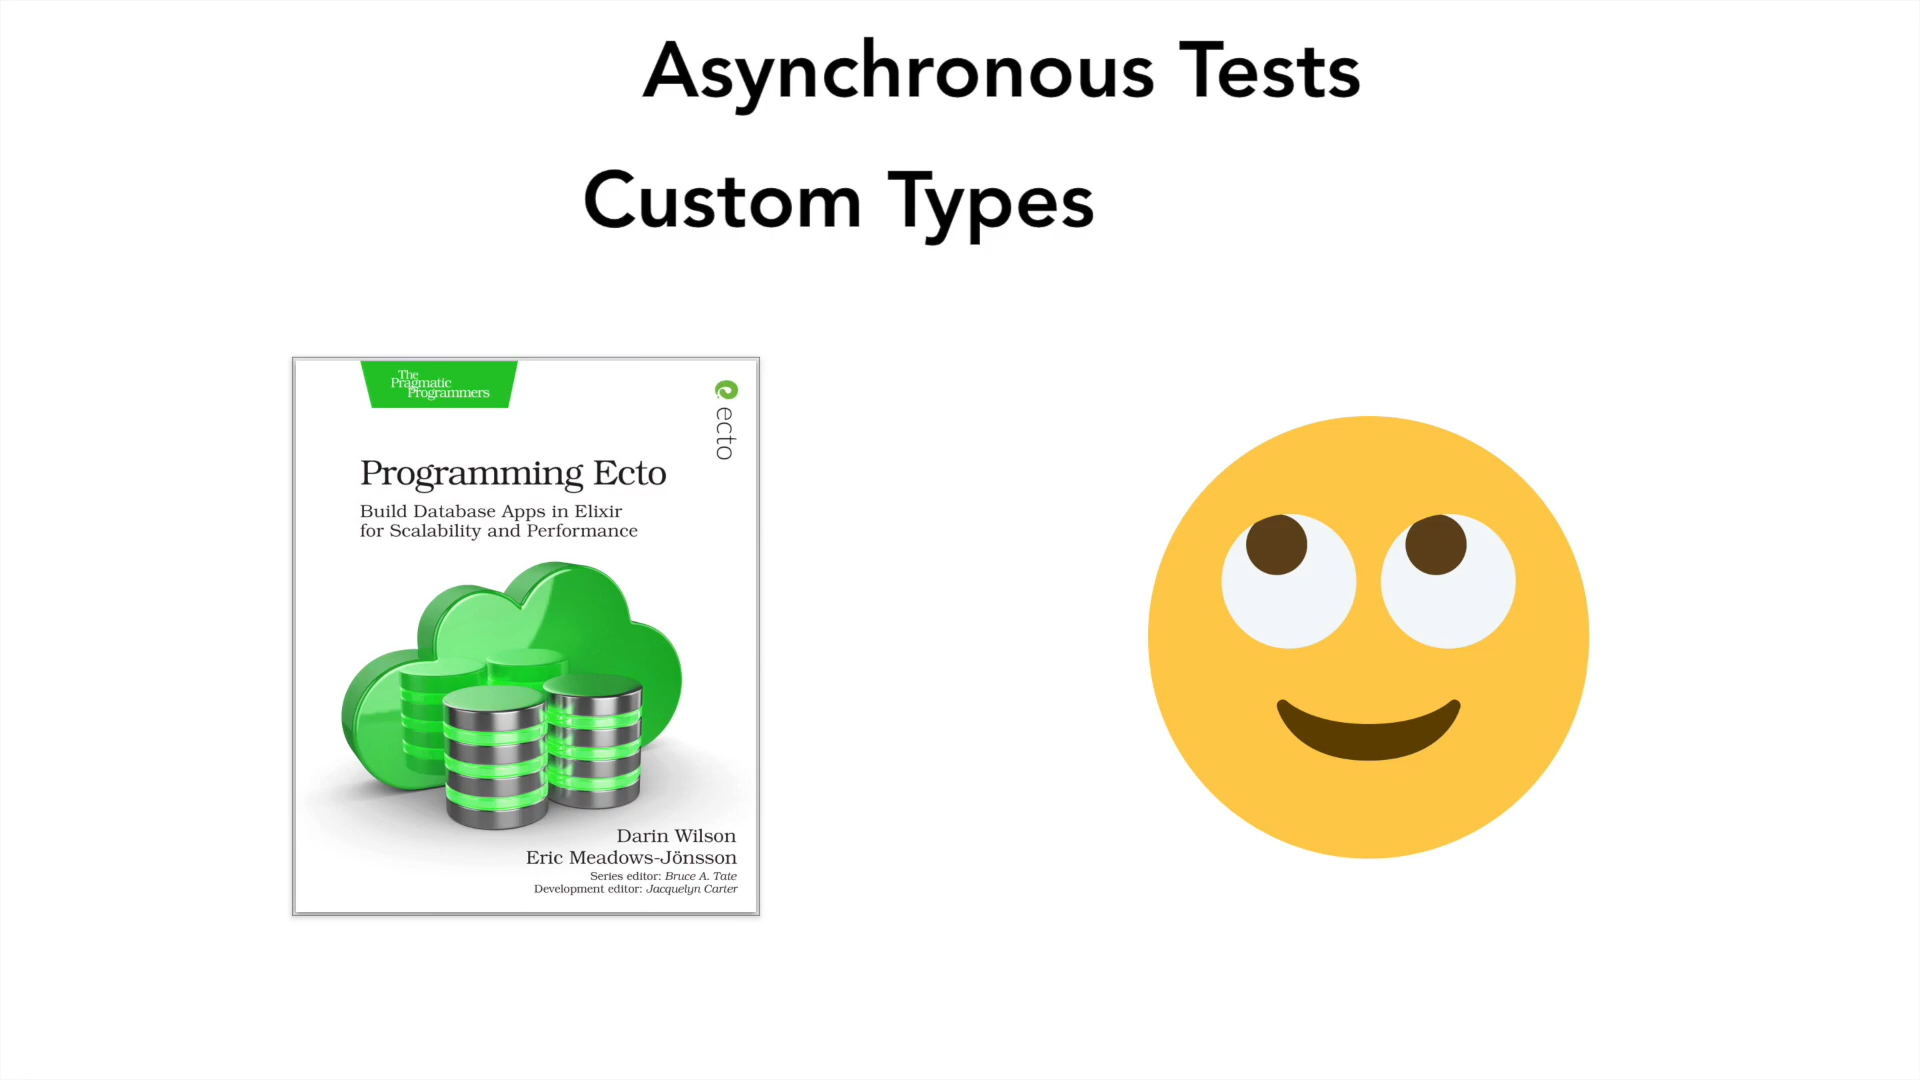 Asynchronous Tests
Custom Types
The
Pragmatic
Programmers
ecto
Programming Ecto
Build Database Apps in Elixir
for Scalability and Performance
Darin Wilson
Eric Meadows-Jönsson
Series editor: Bruce A. Tate
Development editor: Jacquelyn Carter